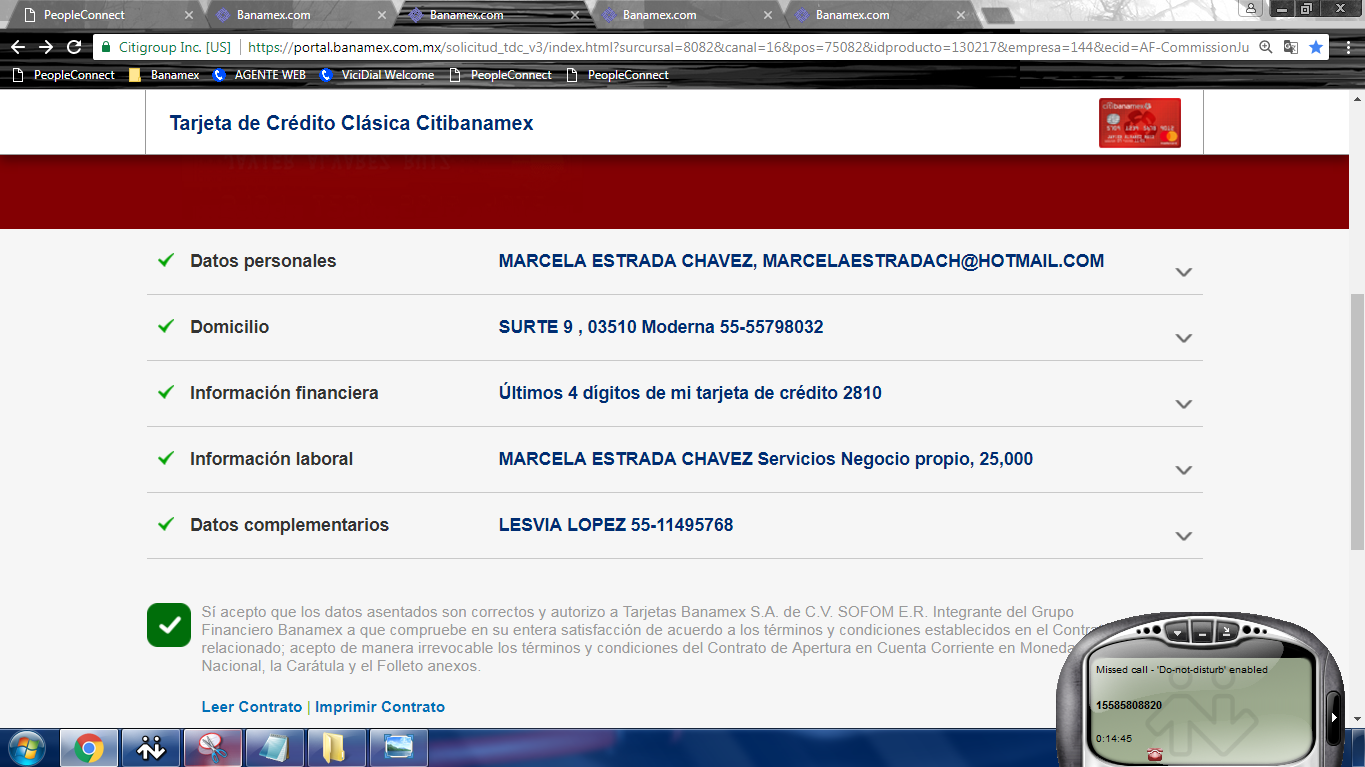 PeopleConnect
Banamex.com
Banamex.com
Banamex.com
Banamex.com
Citigroup Inc. [US]
https://portal.banamex.com.mx/solicitud_tdc_v3/index.html?surcursal=8082&canal=16&pos=75082&idproducto=130217&empresa=144&ecid=AF-CommissionJu
PeopleConnect
Banamex
AGENTE WEB
ViciDial Welcome
PeopleConnect
PeopleConnect
Tarjeta de Crédito Clásica Citibanamex
citibanamex
Datos personales
MARCELA ESTRADA CHAVEZ, MARCELAESTRADACH@HOTMAIL.COM
Domicilio
SURTE 9 , 03510 Moderna 55-55798032
Información financiera
Últimos 4 dígitos de mi tarjeta de crédito 2810
Información laboral
MARCELA ESTRADA CHAVEZ Servicios Negocio propio, 25,000
Datos complementarios
LESVIA LOPEZ 55-11495768
Sí acepto que los datos asentados son correctos y autorizo a Tarjetas Banamex S.A. de C.V. SOFOM E.R. Integrante del Grupo
Financiero Banamex a que compruebe en su entera satisfacción de acuerdo a los términos y condiciones establecidos en el Contra
relacionado; acepto de manera irrevocable los términos y condiciones del Contrato de Apertura en Cuenta Corriente en Moneda
Nacional, la Carátula y el Folleto anexos.
Leer Contrato | Imprimir Contrato
Missed call - 'Do-not-disturb' enabled
15585808820
0:14:45